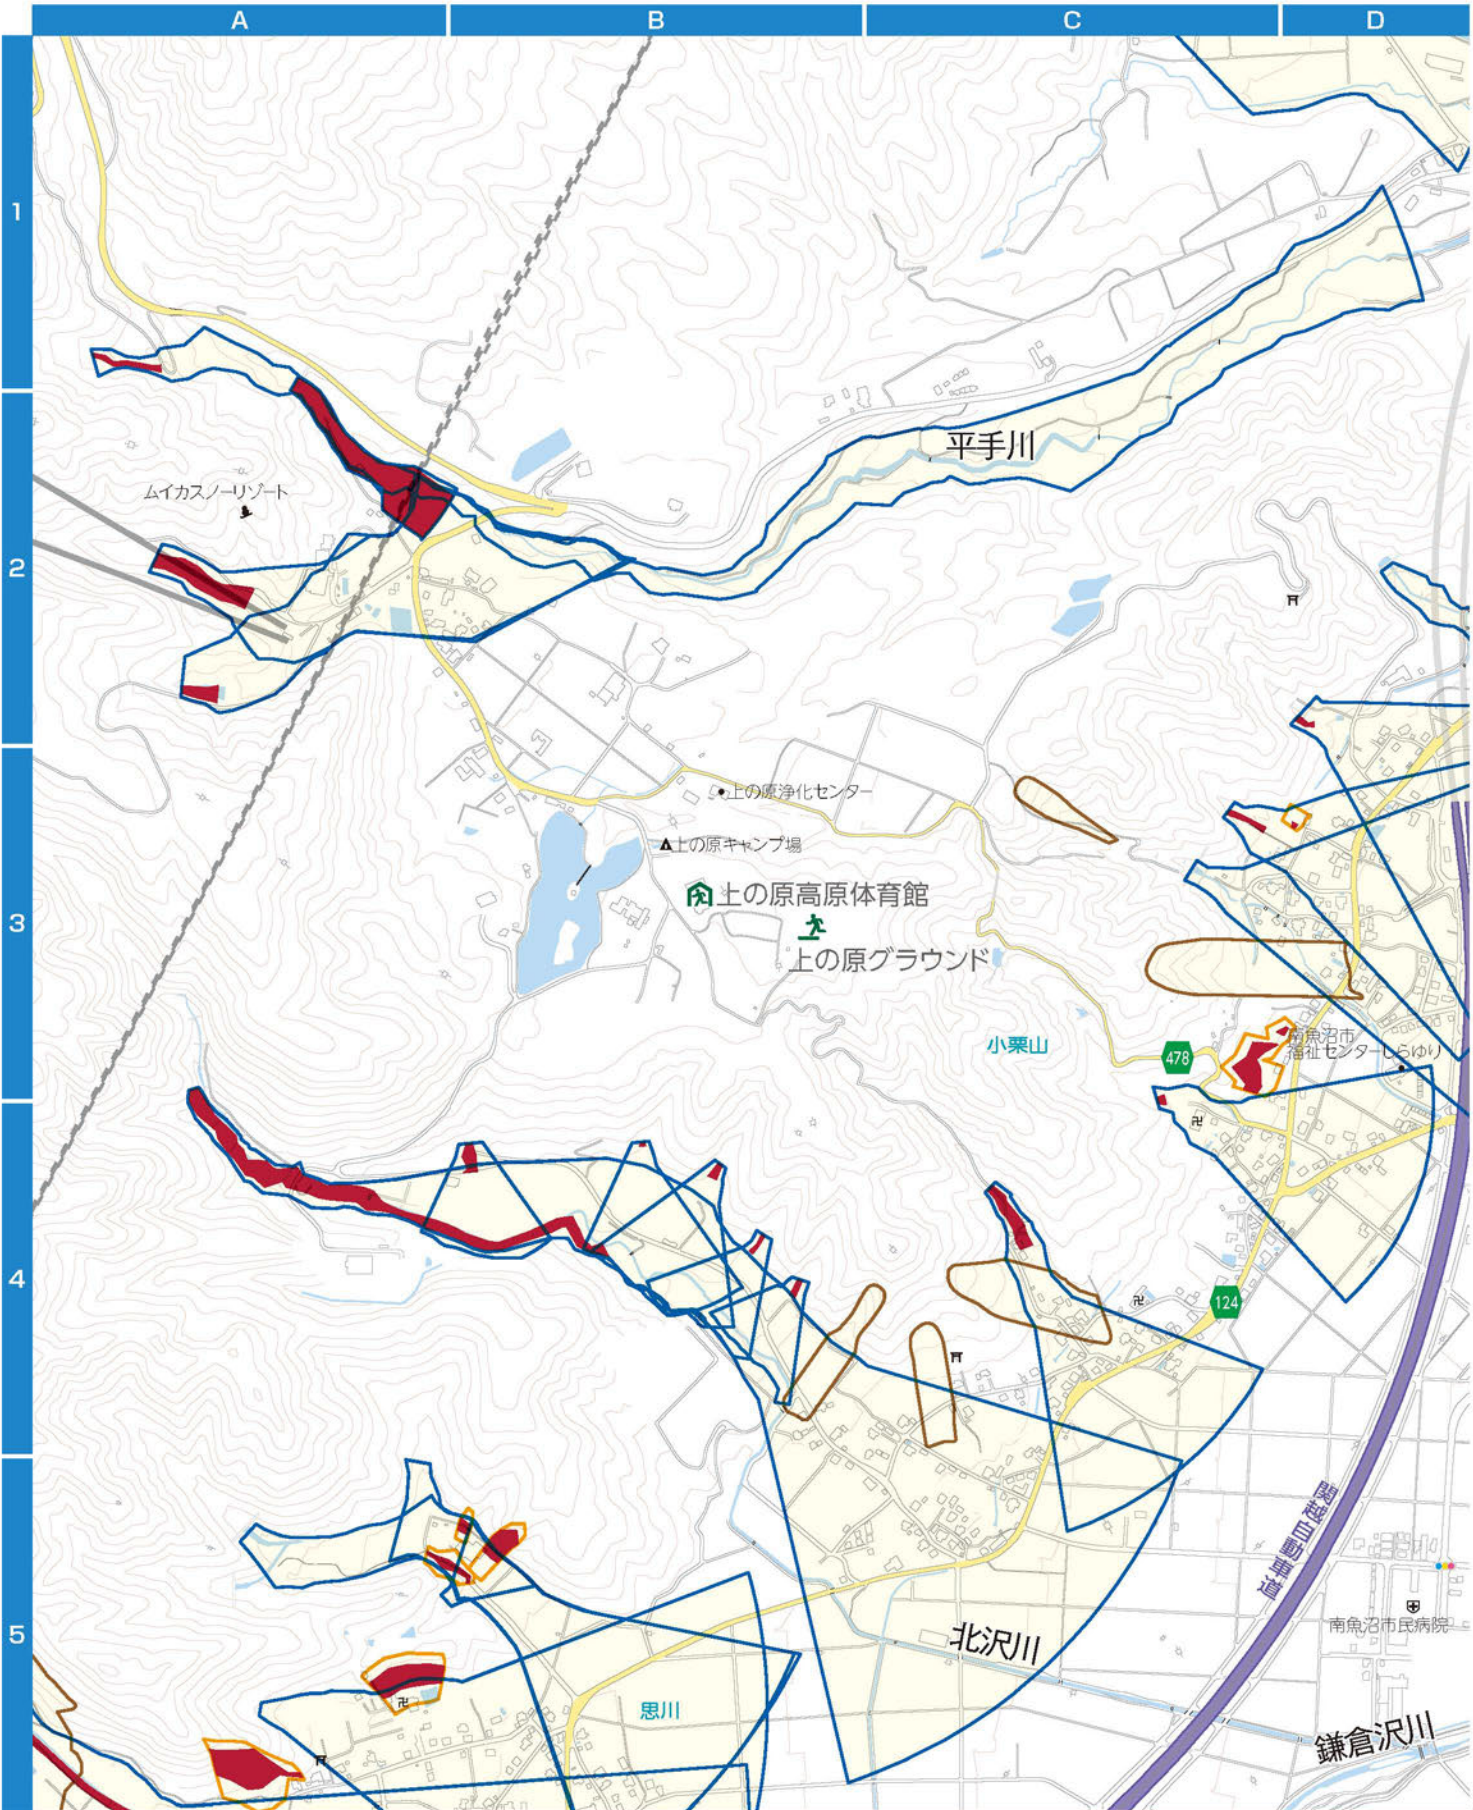 A
B
C
D
1
平手川
ムイカスノーリゾート
2
上の原浄化センター
上の原キャンプ場
上の原高原体育館
3
上の原グラウンド
南魚沼市
福祉センターしらゆり
小栗山
478
4
124
関越自動車道
南魚沼市民病院
5
北沢川
思川
鎌倉沢川